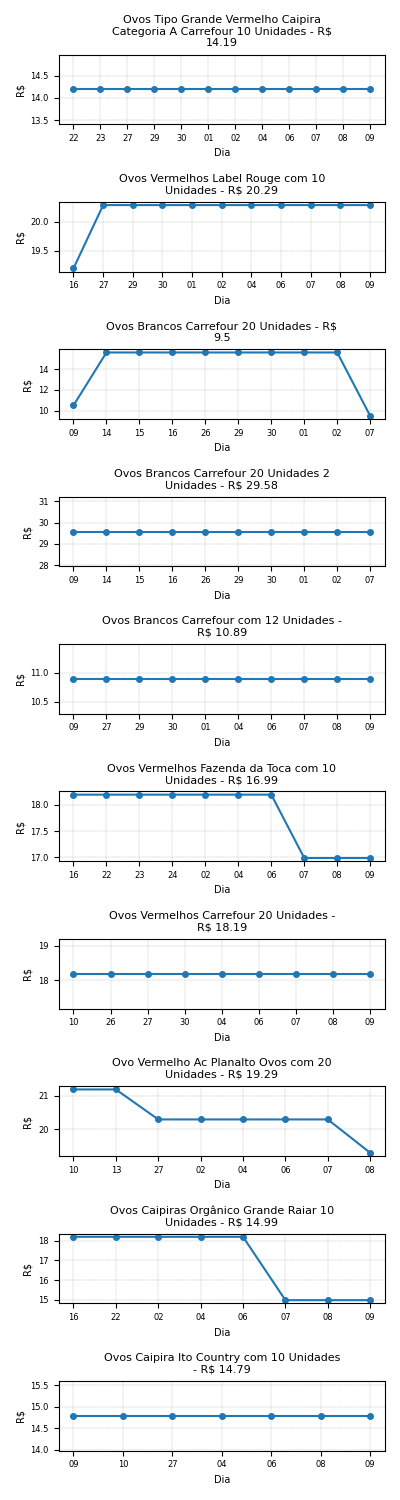 Ovos Tipo Grande Vermelho Caipira
Categoria A Carrefour 10 Unidades - R$
14.19
14.5
14.0
13.5
R$
22 23 27 29 30 01 02 04 06 07 08 09
Dia
Ovos Vermelhos Label Rouge com 10
Unidades - R$ 20.29
20.0
19.5
R$
16 27 29 30 01 02 04 06 07 08 09
Dia
Ovos Brancos Carrefour 20 Unidades - R$
9.5
14
12
10
R$
09 14 15 16 26 29 30 01 02 07
Dia
Ovos Brancos Carrefour 20 Unidades 2
Unidades - R$ 29.58
31
30
29
28
R$
09 14 15 16 26 29 30 01 02 07
Dia
Ovos Brancos Carrefour com 12 Unidades -
R$ 10.89
11.0
10.5
R$
09 27 29 30 01 04 06 07 08 09
Dia
Ovos Vermelhos Fazenda da Toca com 10
Unidades - R$ 16.99
18.0
17.5
17.0
R$
16 22 23 24 02 04 06 07 08 09
Dia
Ovos Vermelhos Carrefour 20 Unidades -
R$ 18.19
19
18
R$
10 26 27 30 04 06 07 08 09
Dia
Ovo Vermelho Ac Planalto Ovos com 20
Unidades - R$ 19.29
21
20
R$
10 13 27 02 04 06 07 08
Dia
Ovos Caipiras Orgânico Grande Raiar 10
Unidades - R$ 14.99
18
17
16
15
R$
16 22 02 04 06 07 08 09
Dia
Ovos Caipira Ito Country com 10 Unidades
- R$ 14.79
15.5
15.0
14.5
14.0
R$
09 10 27 04 06 08 09
Dia